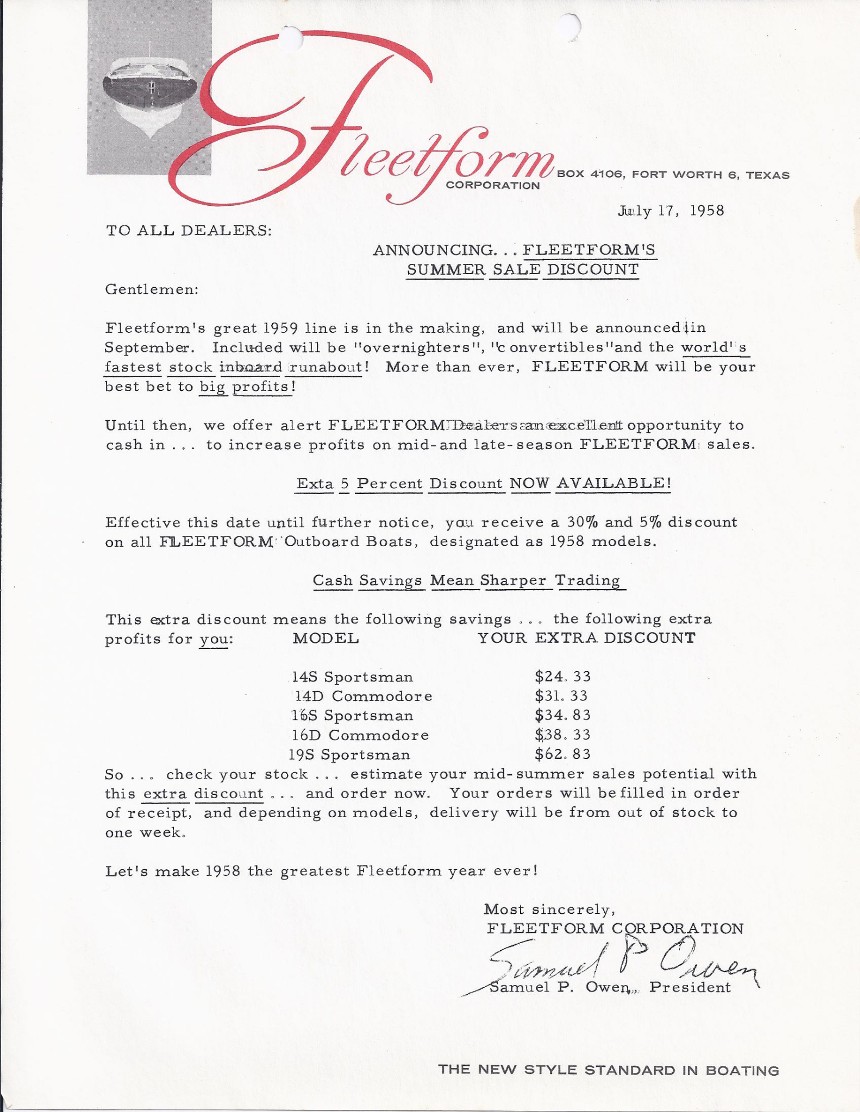 Fleetform
CORPORATION
BOX 4106, FORT WORTH 6, TEXAS
July 17, 1958
TO ALL DEALERS:
ANNOUNCING... FLEETFORM'S
SUMMER SALE DISCOUNT
Gentlemen:
Fleetform's great 1959 line is in the making, and will be announced in
September. Included will be "overnighters", "convertibles" and the world's
fastest stock inboard runabout! More than ever, FLEETFORM will be your
best bet to big profits!
Until then, we offer alert FLEETFORM Dealers an excellent opportunity to
cash in ... to increase profits on mid-and late-season FLEETFORM sales.
Exta 5 Percent Discount NOW AVAILABLE!
Effective this date until further notice, you receive a 30% and 5% discount
on all FLEETFORM Outboard Boats, designated as 1958 models.
Cash Savings Mean Sharper Trading
This extra discount means the following savings ... the following extra
profits for you: MODEL YOUR EXTRA DISCOUNT
14S Sportsman $24.33
14D Commodore $31.33
16S Sportsman $34.83
16D Commodore $38.33
19S Sportsman $62.83
So ... check your stock ... estimate your mid-summer sales potential with
this extra discount ... and order now. Your orders will be filled in order
of receipt, and depending on models, delivery will be from out of stock to
one week.
Let's make 1958 the greatest Fleetform year ever!
Most sincerely,
FLEETFORM CORPORATION
Samuel P Owen
Samuel P. Owen, President
THE NEW STYLE STANDARD IN BOATING